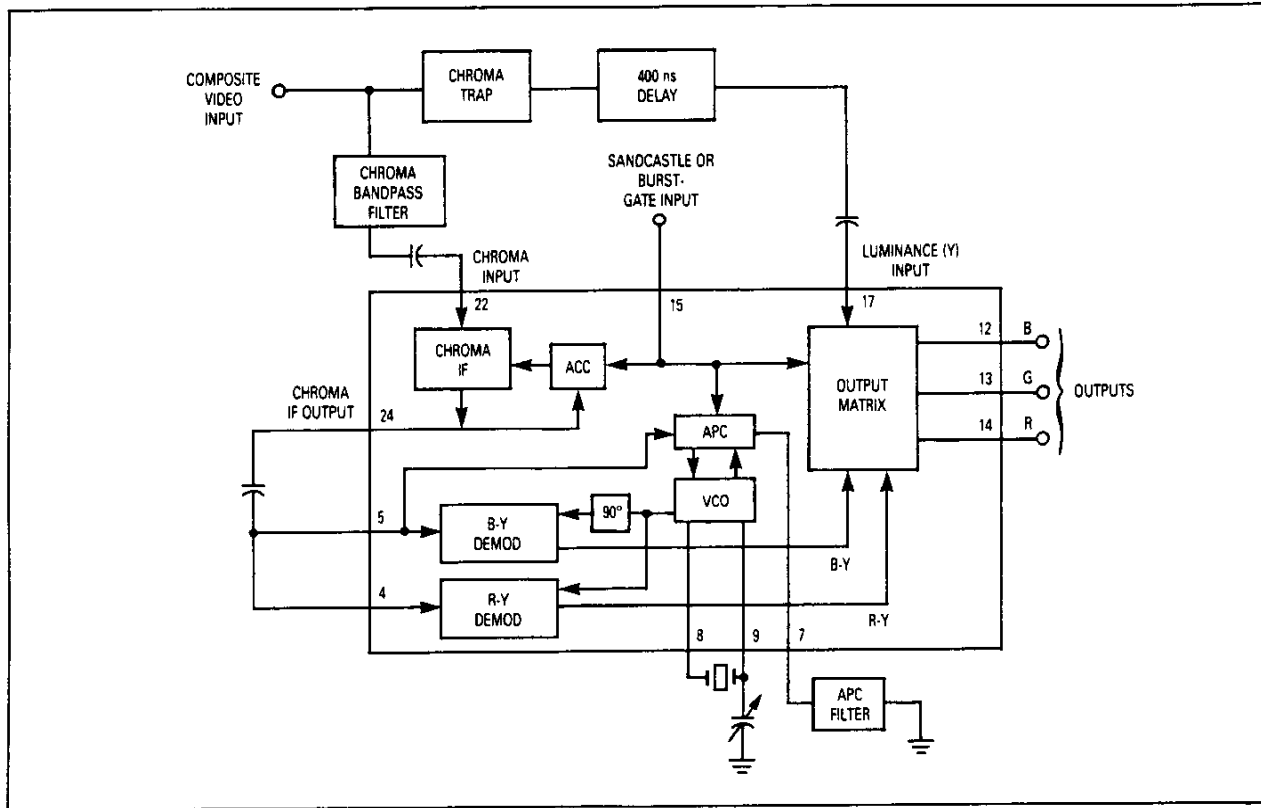 COMPOSITE
VIDEO
INPUT
CHROMA
TRAP
400 ns
DELAY
CHROMA
BANDPASS
FILTER
SANDCASTLE OR
BURST-
GATE INPUT
CHROMA
INPUT
LUMINANCE (Y)
INPUT
22
15
17
CHROMA
IF
ACC
OUTPUT
MATRIX
12
B
13
G
14
R
OUTPUTS
CHROMA
IF OUTPUT
24
APC
VCO
90°
5
B-Y
DEMOD
B-Y
4
R-Y
DEMOD
R-Y
8
9
7
APC
FILTER